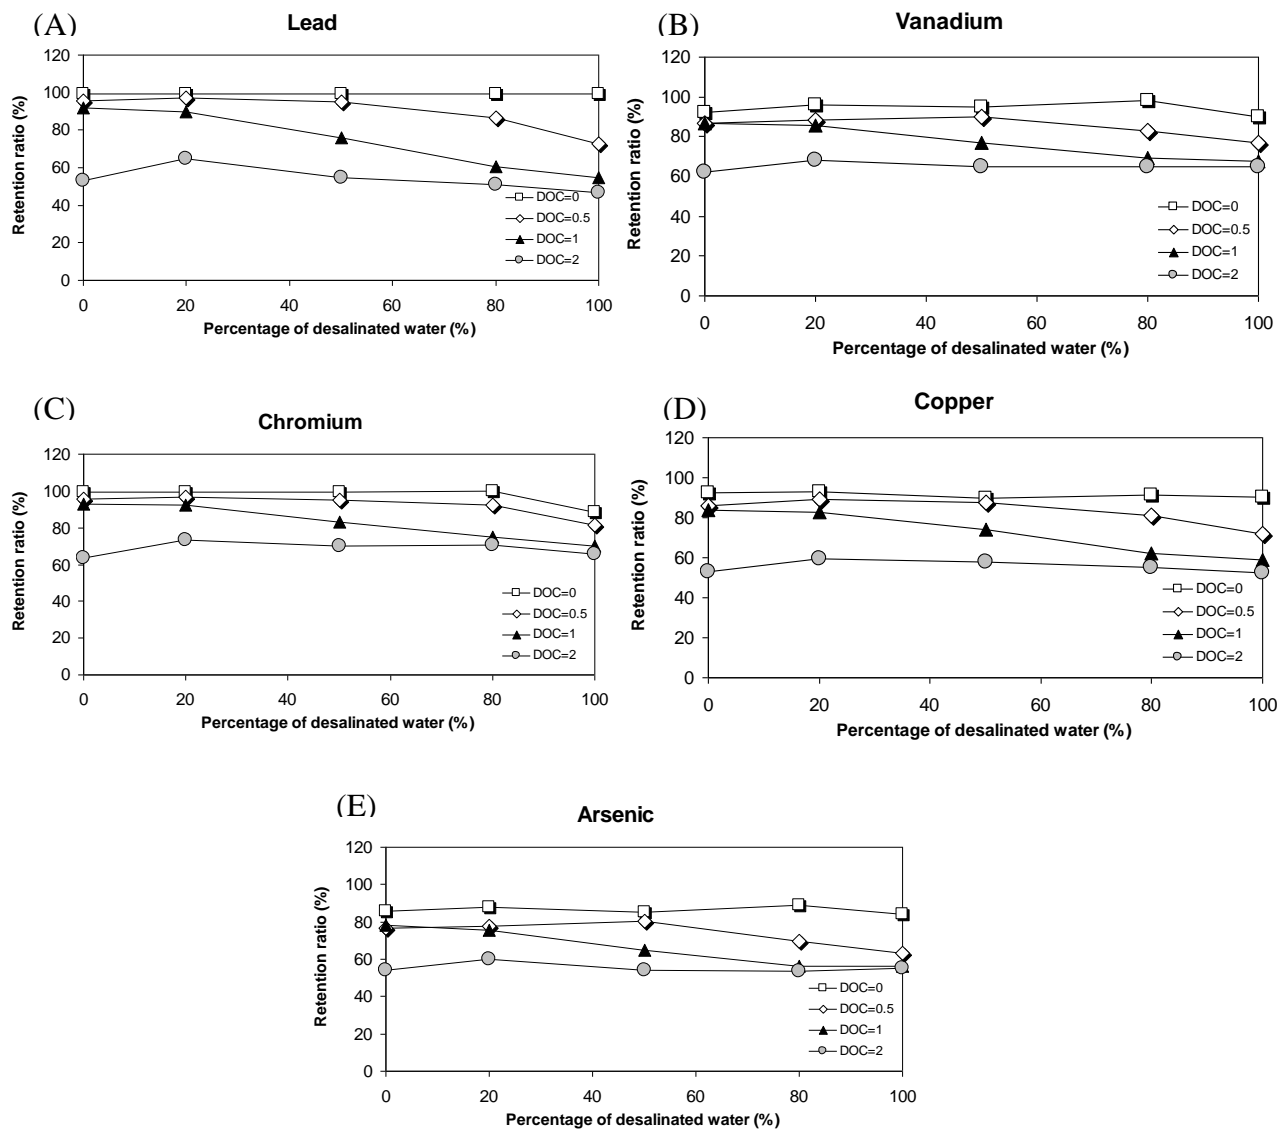 (A)
Lead
120
100
80
60
40
20
0
Retention ratio (%)
DOC=0
DOC=0.5
DOC=1
DOC=2
0 20 40 60 80 100
Percentage of desalinated water (%)
(B)
Vanadium
120
100
80
60
40
20
0
Retention ratio (%)
DOC=0
DOC=0.5
DOC=1
DOC=2
0 20 40 60 80 100
Percentage of desalinated water (%)
(C)
Chromium
120
100
80
60
40
20
0
Retention ratio (%)
DOC=0
DOC=0.5
DOC=1
DOC=2
0 20 40 60 80 100
Percentage of desalinated water (%)
(D)
Copper
120
100
80
60
40
20
0
Retention ratio (%)
DOC=0
DOC=0.5
DOC=1
DOC=2
0 20 40 60 80 100
Percentage of desalinated water (%)
(E)
Arsenic
120
100
80
60
40
20
0
Retention ratio (%)
DOC=0
DOC=0.5
DOC=1
DOC=2
0 20 40 60 80 100
Percentage of desalinated water (%)